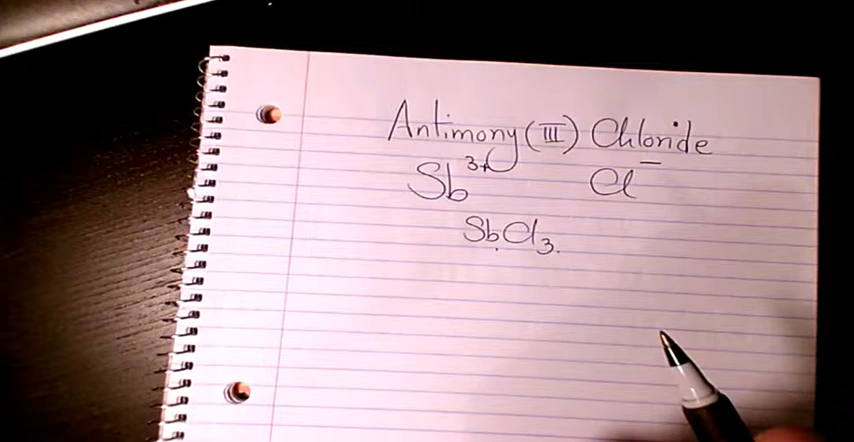 Antimony (III) Chloride
Sb³⁺ Cl⁻
SbCl₃.